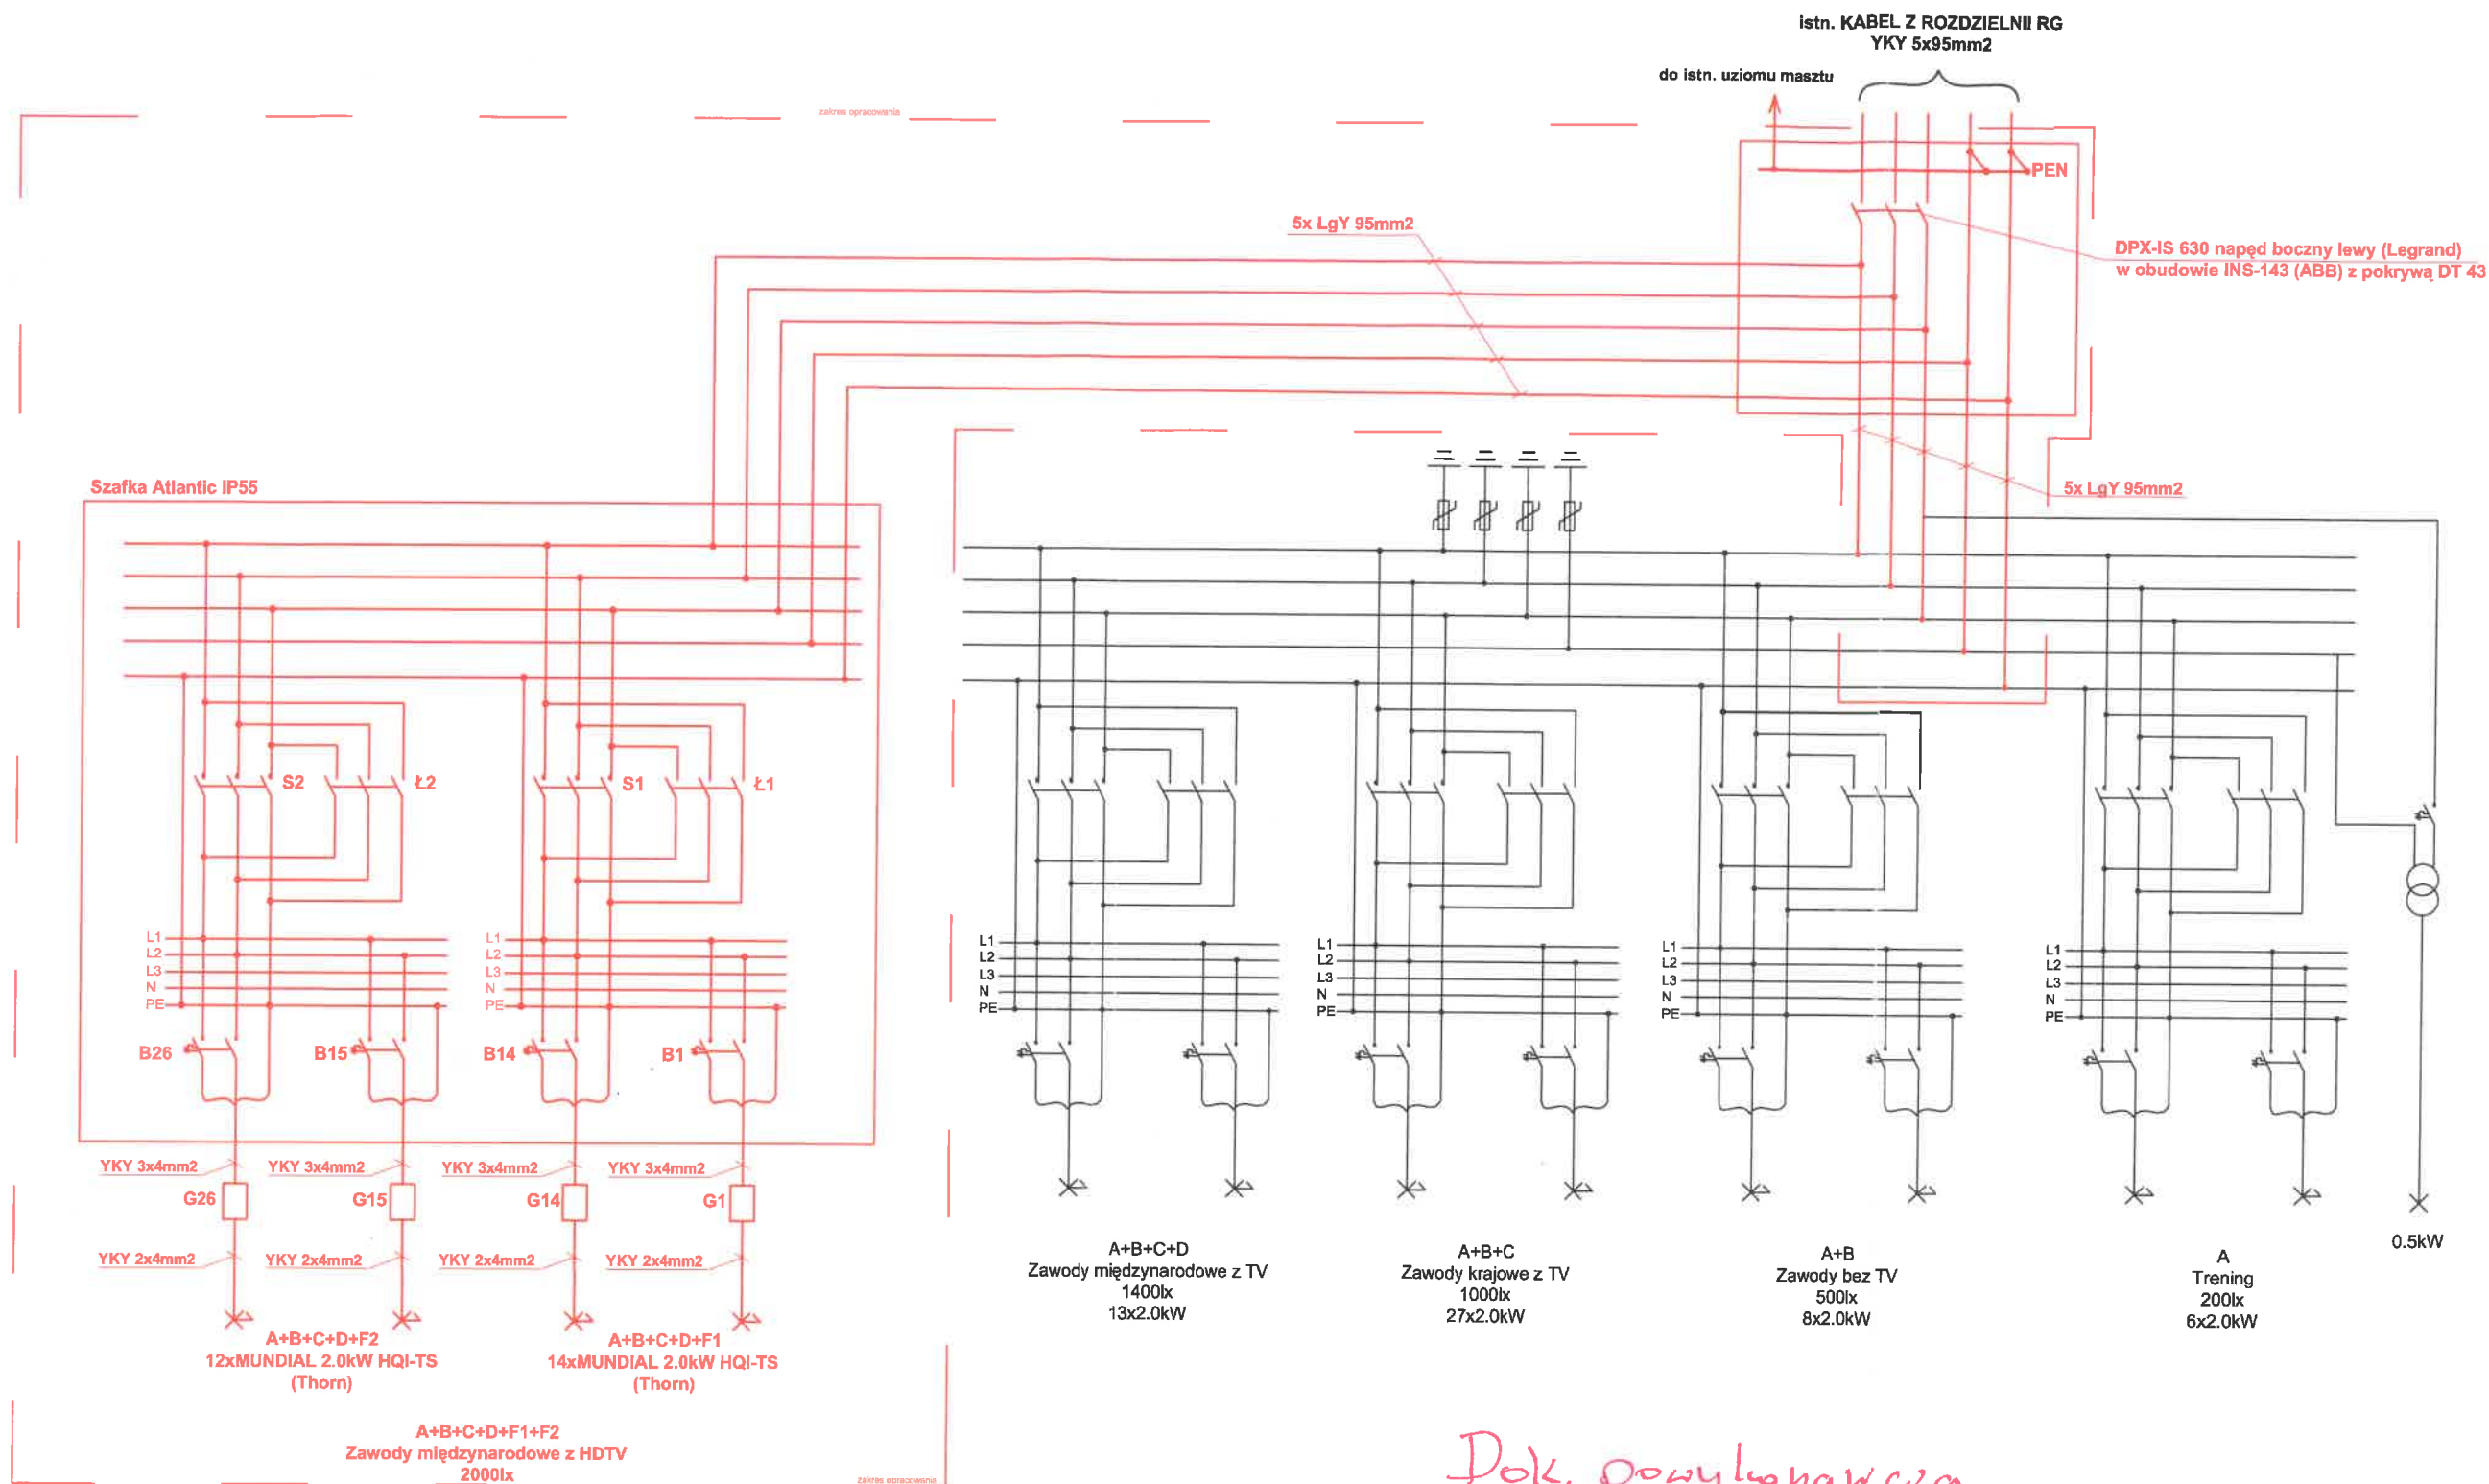 istn. KABEL Z ROZDZIELNII RG
YKY 5x95mm2
do istn. uziomu masztu
zakres opracowania
PEN
5x LgY 95mm2
DPX-IS 630 napęd boczny lewy (Legrand)
w obudowie INS-143 (ABB) z pokrywą DT 43
Szafka Atlantic IP55
5x LgY 95mm2
S2
Ł2
S1
Ł1
L1
L2
L3
N
PE
L1
L2
L3
N
PE
L1
L2
L3
N
PE
L1
L2
L3
N
PE
L1
L2
L3
N
PE
L1
L2
L3
N
PE
B26
B15
B14
B1
YKY 3x4mm2
YKY 3x4mm2
YKY 3x4mm2
YKY 3x4mm2
G26
G15
G14
G1
YKY 2x4mm2
YKY 2x4mm2
YKY 2x4mm2
YKY 2x4mm2
A+B+C+D+F2
12xMUNDIAL 2.0kW HQI-TS
(Thorn)
A+B+C+D+F1
14xMUNDIAL 2.0kW HQI-TS
(Thorn)
A+B+C+D
Zawody międzynarodowe z TV
1400lx
13x2.0kW
A+B+C
Zawody krajowe z TV
1000lx
27x2.0kW
A+B
Zawody bez TV
500lx
8x2.0kW
A
Trening
200lx
6x2.0kW
0.5kW
A+B+C+D+F1+F2
Zawody międzynarodowe z HDTV
2000lx
zakres opracowania
Dok. powykonawcza